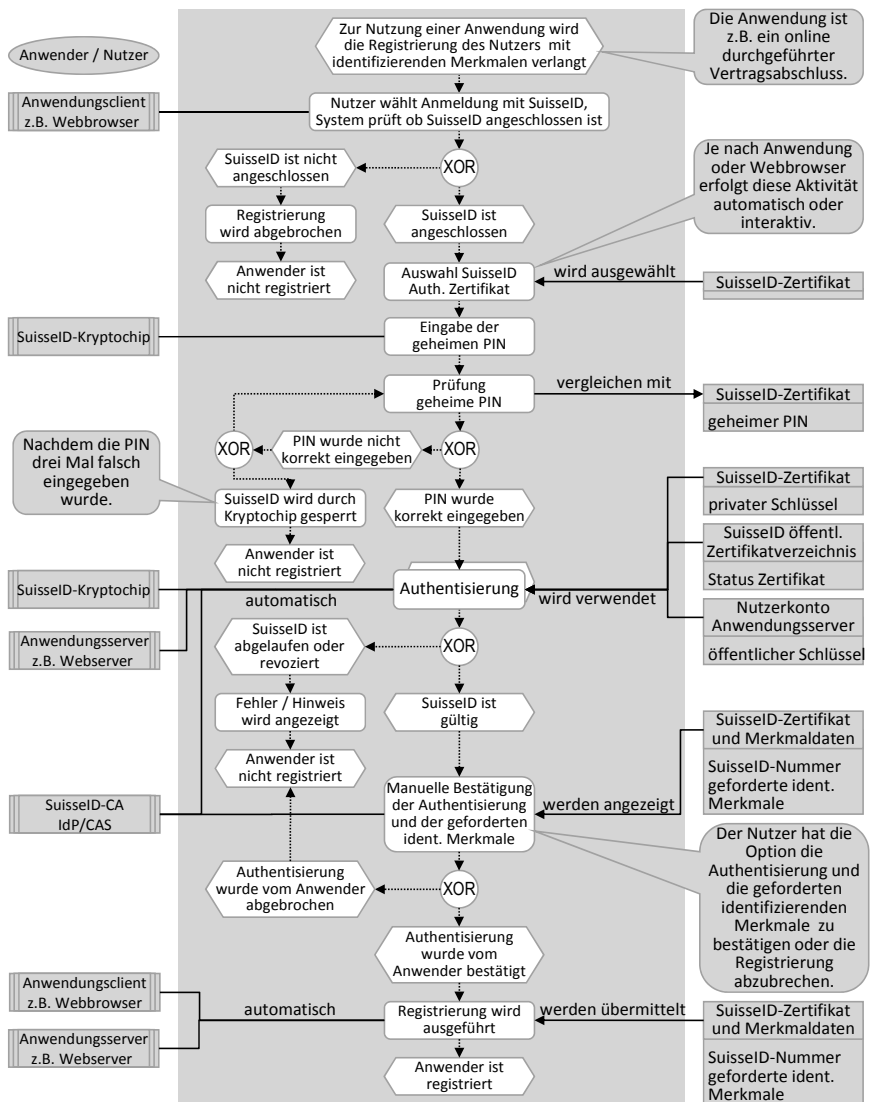 Zur Nutzung einer Anwendung wird
die Registrierung des Nutzers mit
identifizierenden Merkmalen verlangt
Die Anwendung ist
z.B. ein online
durchgeführter
Vertragsabschluss.
Anwender / Nutzer
Anwendungsclient
z.B. Webbrowser
Nutzer wählt Anmeldung mit SuisseID,
System prüft ob SuisseID angeschlossen ist
SuisseID ist nicht
angeschlossen
XOR
Je nach Anwendung
oder Webbrowser
erfolgt diese Aktivität
automatisch oder
interaktiv.
Registrierung
wird abgebrochen
SuisseID ist
angeschlossen
Anwender ist
nicht registriert
Auswahl SuisseID
Auth. Zertifikat
wird ausgewählt
SuisseID-Zertifikat
SuisseID-Kryptochip
Eingabe der
geheimen PIN
Prüfung
geheime PIN
vergleichen mit
SuisseID-Zertifikat
geheimer PIN
Nachdem die PIN
drei Mal falsch
eingegeben
wurde.
XOR
PIN wurde nicht
korrekt eingegeben
XOR
SuisseID wird durch
Kryptochip gesperrt
PIN wurde
korrekt eingegeben
SuisseID-Zertifikat
privater Schlüssel
Anwender ist
nicht registriert
SuisseID öffentl.
Zertifikatverzeichnis
Status Zertifikat
SuisseID-Kryptochip
automatisch
Authentisierung
wird verwendet
Nutzerkonto
Anwendungsserver
öffentlicher Schlüssel
Anwendungsserver
z.B. Webserver
SuisseID ist
abgelaufen oder
revoziert
XOR
Fehler / Hinweis
wird angezeigt
SuisseID ist
gültig
SuisseID-Zertifikat
und Merkmaldaten
SuisseID-Nummer
geforderte ident.
Merkmale
Anwender ist
nicht registriert
SuisseID-CA
IdP/CAS
Manuelle Bestätigung
der Authentisierung
und der geforderten
ident. Merkmale
werden angezeigt
Der Nutzer hat die
Option die
Authentisierung und
die geforderten
identifizierenden
Merkmale zu
bestätigen oder die
Registrierung
abzubrechen.
Authentisierung
wurde vom Anwender
abgebrochen
XOR
Authentisierung
wurde vom
Anwender bestätigt
Anwendungsclient
z.B. Webbrowser
automatisch
Registrierung wird
ausgeführt
werden übermittelt
SuisseID-Zertifikat
und Merkmaldaten
SuisseID-Nummer
geforderte ident.
Merkmale
Anwendungsserver
z.B. Webserver
Anwender ist
registriert